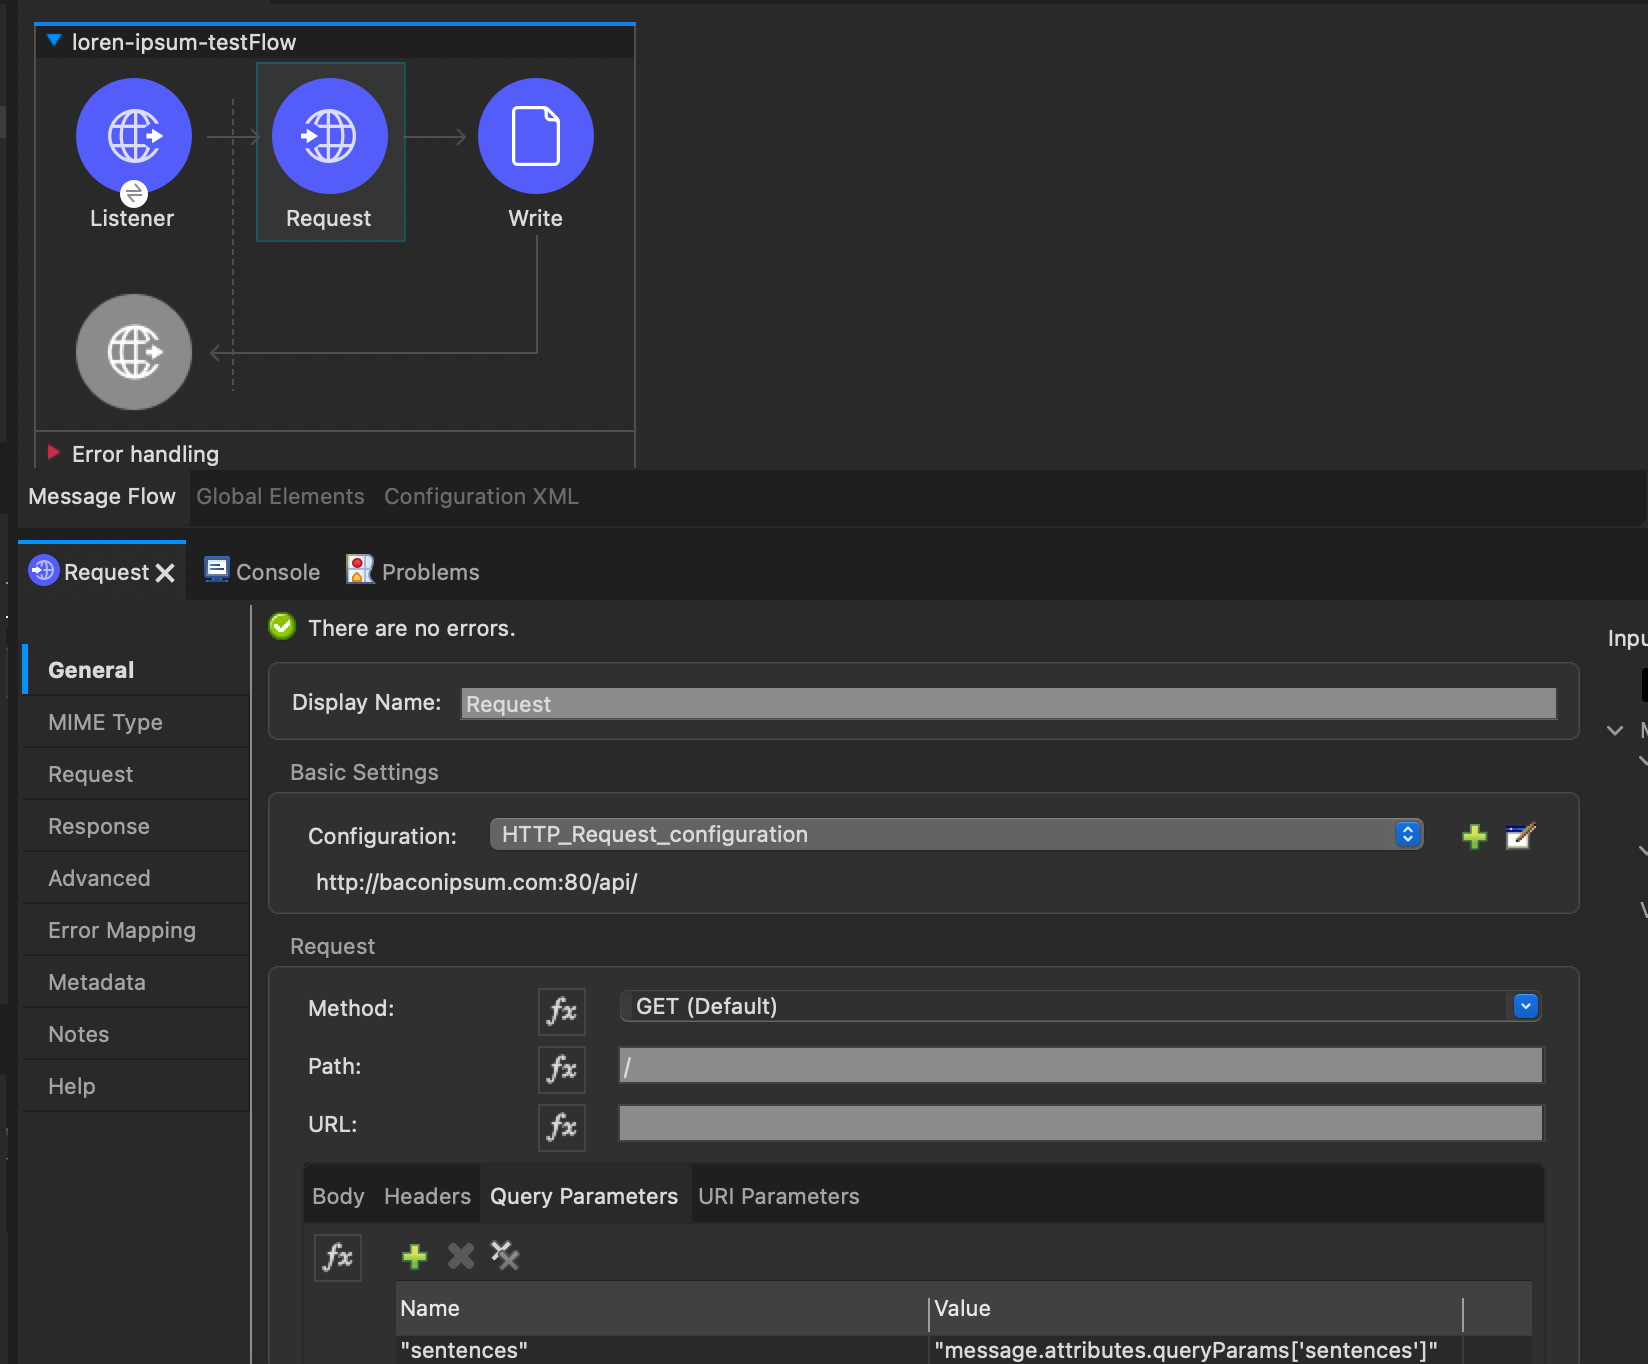 loren-ipsum-testFlow
Listener
Request
Write
Error handling
Message Flow
Global Elements
Configuration XML
Request
Console
Problems
General
MIME Type
Request
Response
Advanced
Error Mapping
Metadata
Notes
Help
There are no errors.
Display Name: Request
Basic Settings
Configuration: HTTP_Request_configuration
http://baconipsum.com:80/api/
Request
Method: fx GET (Default)
Path: fx /
URL: fx
Body Headers Query Parameters URI Parameters
fx
Name Value
"sentences" "message.attributes.queryParams['sentences']"
Inpu